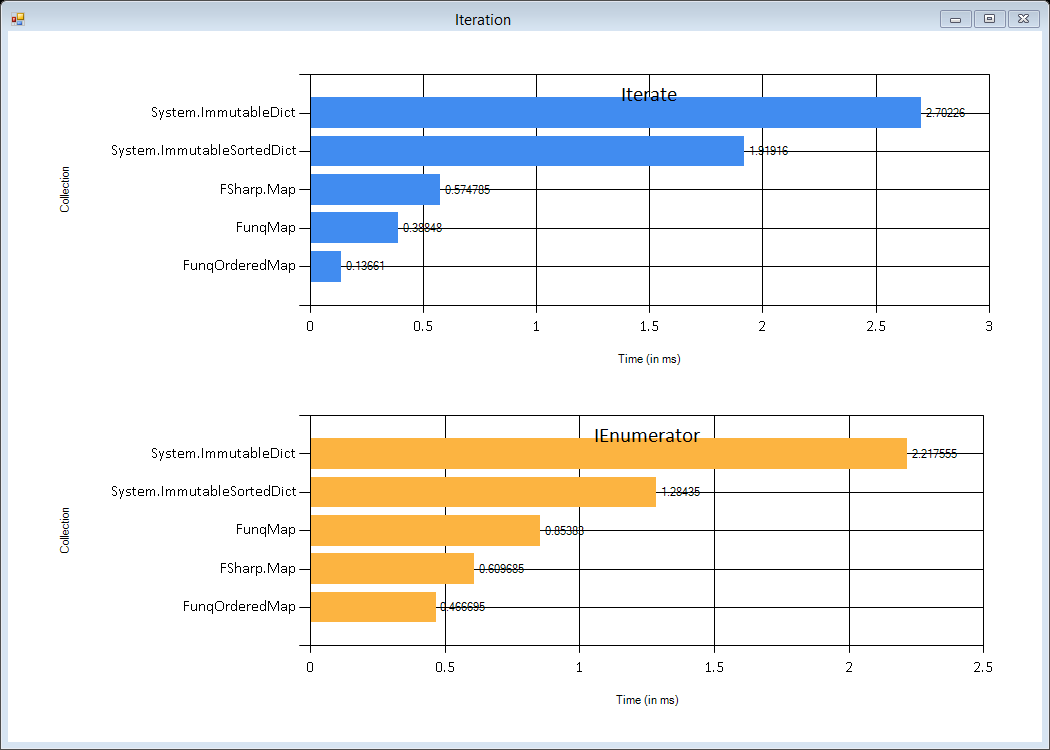 Iteration
Iterate
System.ImmutableDict 2.70226
System.ImmutableSortedDict 1.91916
FSharp.Map 0.574785
FunqMap 0.38848
FunqOrderedMap 0.13661
0 0.5 1 1.5 2 2.5 3
Collection
Time (in ms)
IEnumerator
System.ImmutableDict 2.217555
System.ImmutableSortedDict 1.28435
FunqMap 0.85383
FSharp.Map 0.609685
FunqOrderedMap 0.466695
0 0.5 1 1.5 2 2.5
Collection
Time (in ms)